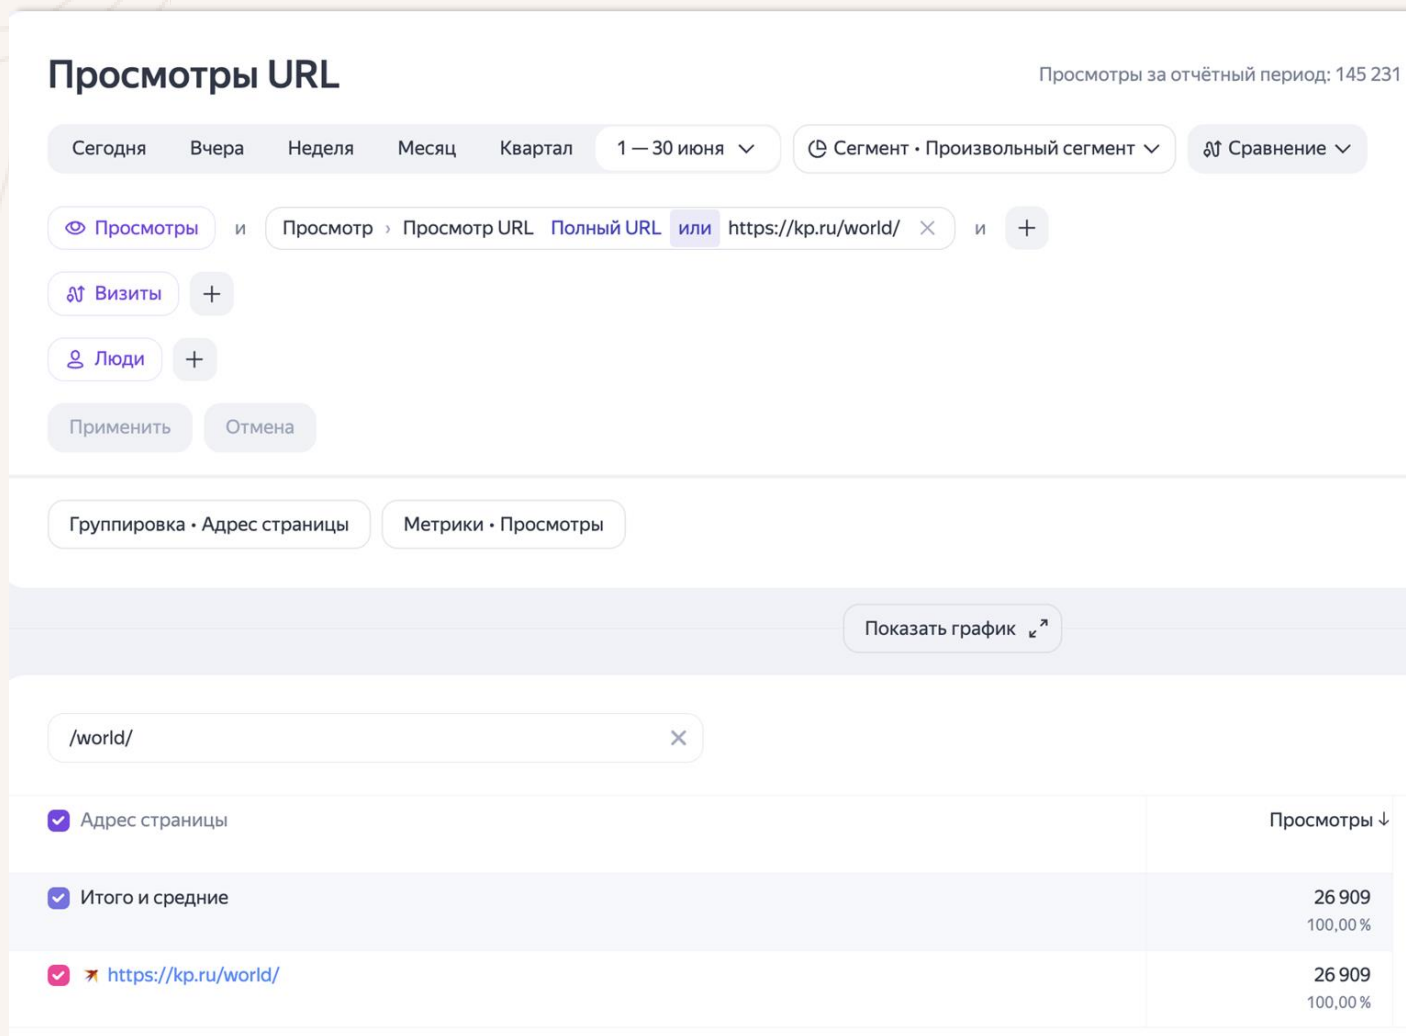 Просмотры URL
Просмотры за отчётный период: 145 231
Сегодня Вчера Неделя Месяц Квартал 1 — 30 июня Сегмент • Произвольный сегмент Сравнение
Просмотры и Просмотр › Просмотр URL Полный URL или https://kp.ru/world/ × и +
Визиты +
Люди +
Применить Отмена
Группировка • Адрес страницы Метрики • Просмотры
Показать график
/world/ ×
Адрес страницы Просмотры ↓
Итого и средние 26 909
100,00 %
https://kp.ru/world/ 26 909
100,00 %